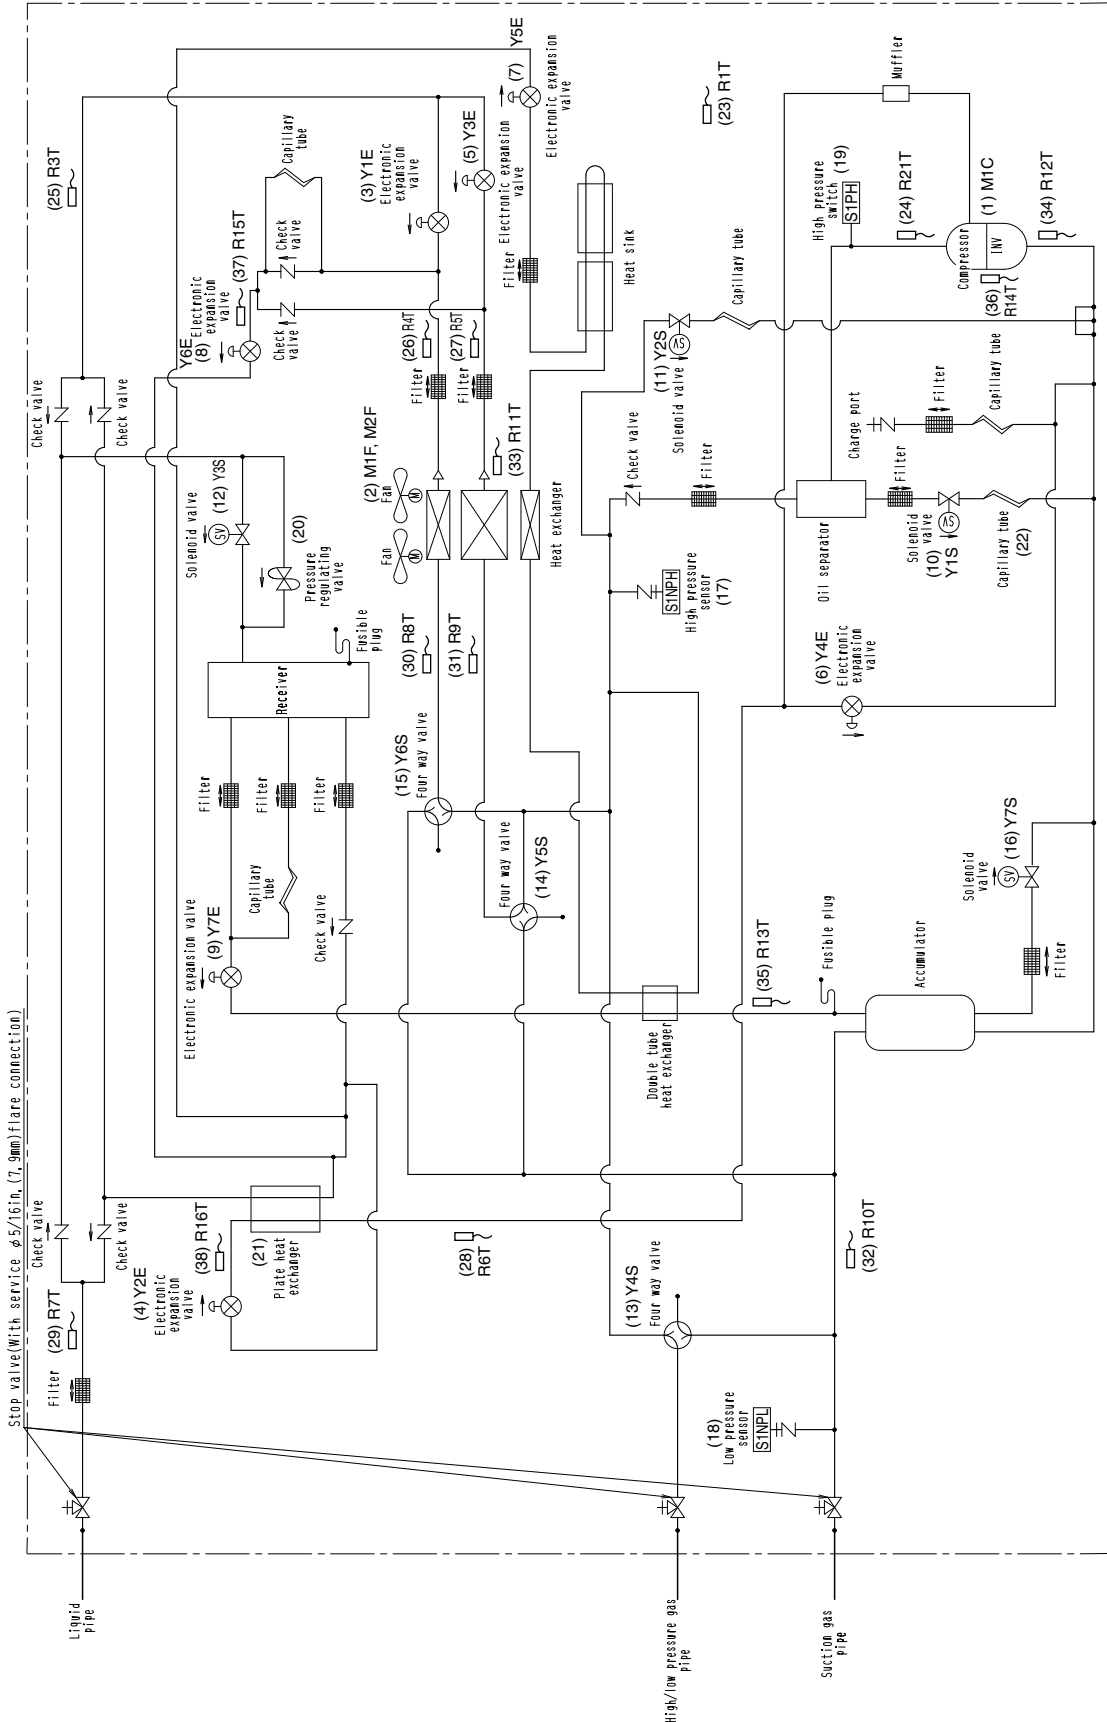 Stop valve(With service φ5/16in,(7.9mm)flare connection)
Liquid
pipe
Filter
(29) R7T
Check valve
Check valve
Check valve
Check valve
(25) R3T
(4) Y2E
Electronic
expansion
valve
(38) R16T
(21)
Plate heat
exchanger
Electronic expansion valve
(9) Y7E
Capillary
tube
Check valve
Filter
Filter
Filter
Receiver
Fusible
plug
Solenoid valve
(12) Y3S
SV
(20)
Pressure
regulating
valve
Y6E
(8)
Electronic
expansion
valve
(37) R15T
Check
valve
Check
valve
Capillary
tube
(3) Y1E
Electronic
expansion
valve
(5) Y3E
Electronic expansion
valve
(7)
Y5E
Electronic expansion
valve
Filter
Heat sink
(26) R4T
(27) R5T
Filter
Filter
(2) M1F, M2F
Fan
Fan
M
M
(33) R11T
Heat exchanger
(30) R8T
(31) R9T
(15) Y6S
Four way valve
Four way valve
(14) Y5S
(28)
R6T
(13) Y4S
Four way valve
High/low pressure gas
pipe
(18)
Low pressure
sensor
S1NPL
Suction gas
pipe
(32) R10T
Double tube
heat exchanger
(35) R13T
Fusible plug
Accumulator
Filter
Solenoid
valve
SV
(16) Y7S
(6) Y4E
Electronic
expansion
valve
S1NPH
High pressure
sensor
(17)
Check valve
Filter
Oil separator
Filter
Solenoid
valve
(10)
Y1S
SV
Capillary tube
(22)
Charge port
Filter
Capillary tube
(11) Y2S
Solenoid valve
SV
Capillary tube
(23) R1T
High pressure
switch
(19)
S1PH
(24) R21T
(1) M1C
Compressor
INV
(36)
R14T
(34) R12T
Muffler